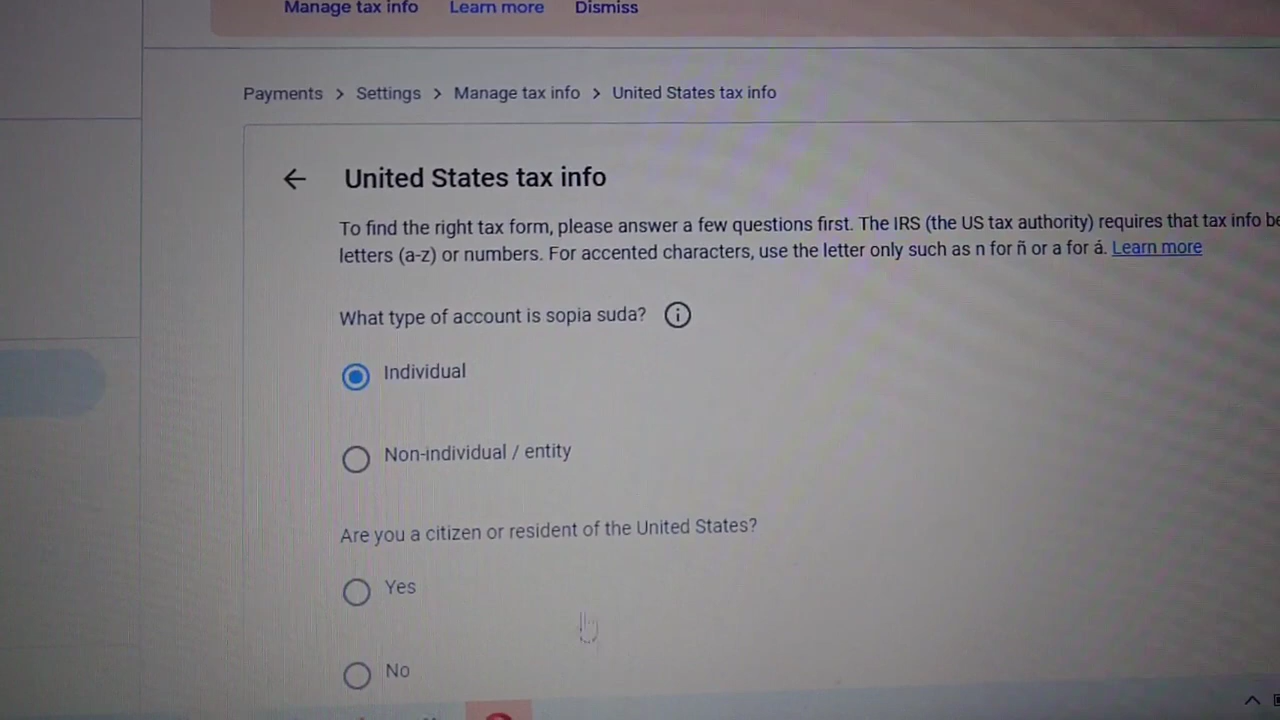 Manage tax info Learn more Dismiss
Payments > Settings > Manage tax info > United States tax info
United States tax info
To find the right tax form, please answer a few questions first. The IRS (the US tax authority) requires that tax info be
letters (a-z) or numbers. For accented characters, use the letter only such as n for ñ or a for á. Learn more
What type of account is sopia suda?
Individual
Non-individual / entity
Are you a citizen or resident of the United States?
Yes
No